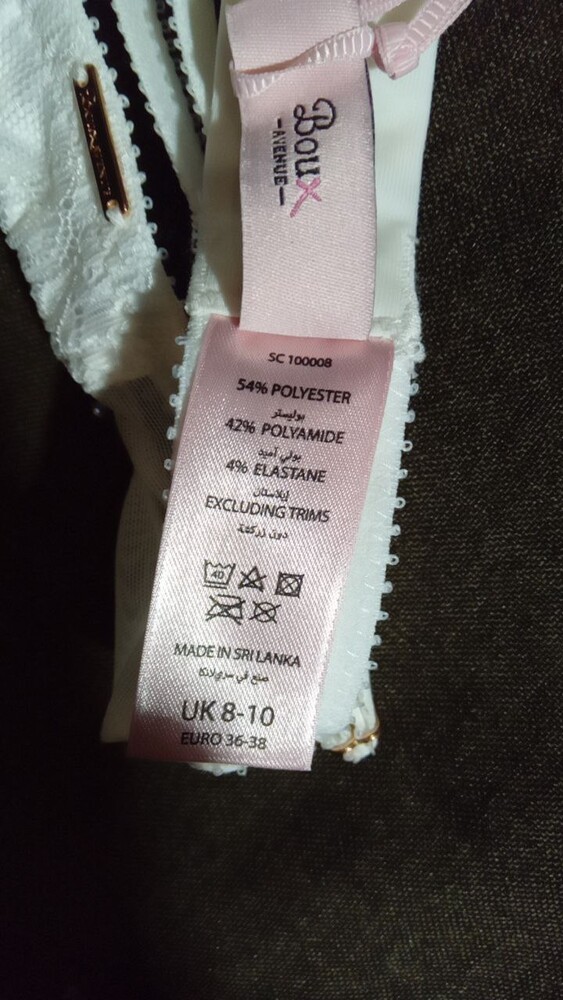 Boux
AVENUE
SC 100008
54% POLYESTER
بوليستر
42% POLYAMIDE
بولي أميد
4% ELASTANE
إيلاستان
EXCLUDING TRIMS
دون زركشة
40
MADE IN SRI LANKA
صنع في سريلانكا
UK 8-10
EURO 36-38